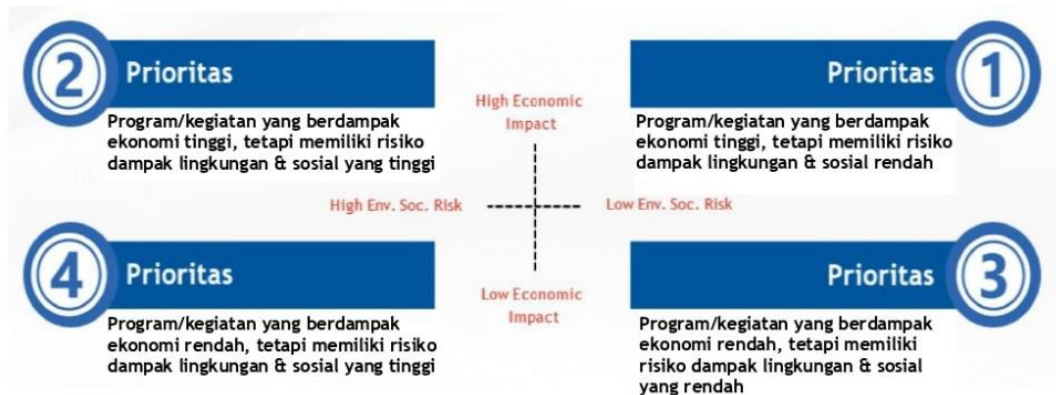 2
Prioritas
Program/kegiatan yang berdampak
ekonomi tinggi, tetapi memiliki risiko
dampak lingkungan & sosial yang tinggi
Prioritas
1
Program/kegiatan yang berdampak
ekonomi tinggi, tetapi memiliki risiko
dampak lingkungan & sosial rendah
High Economic
Impact
High Env. Soc. Risk
Low Env. Soc. Risk
Low Economic
Impact
4
Prioritas
Program/kegiatan yang berdampak
ekonomi rendah, tetapi memiliki risiko
dampak lingkungan & sosial yang tinggi
Prioritas
3
Program/kegiatan yang berdampak
ekonomi rendah, tetapi memiliki
risiko dampak lingkungan & sosial
yang rendah